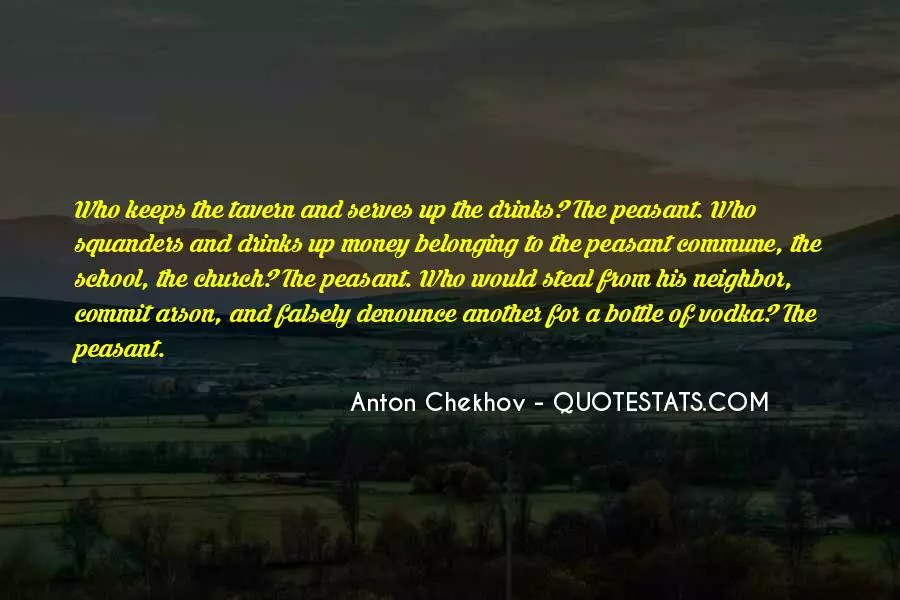 Who keeps the tavern and serves up the drinks? The peasant. Who
squanders and drinks up money belonging to the peasant commune, the
school, the church? The peasant. Who would steal from his neighbor,
commit arson, and falsely denounce another for a bottle of vodka? The
peasant.
Anton Chekhov - QUOTESTATS.COM